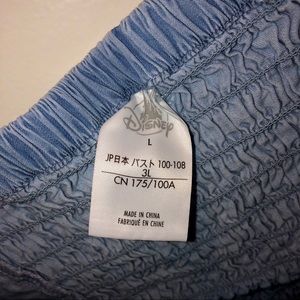 DISNEY
L
JP日本 バスト 100-108
3L
CN 175/100A
MADE IN CHINA
FABRIQUÉ EN CHINE